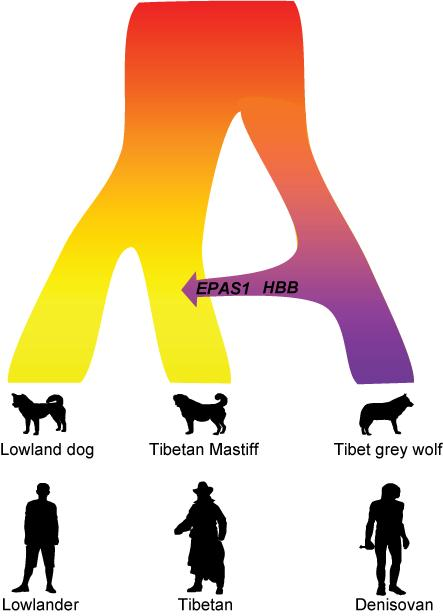 EPAS1 HBB
Lowland dog Tibetan Mastiff Tibet grey wolf
Lowlander Tibetan Denisovan